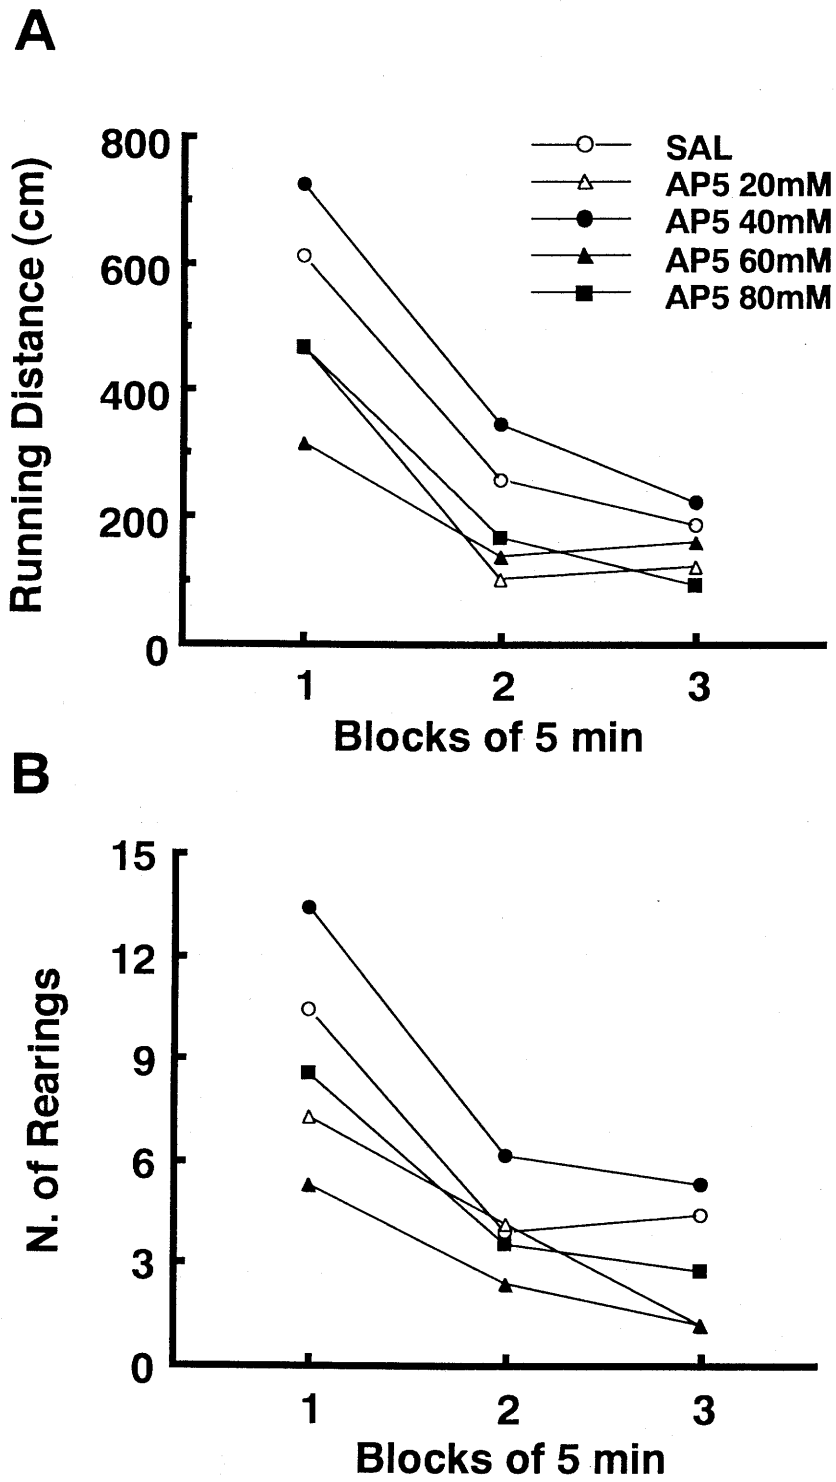 A
Running Distance (cm)
800
600
400
200
0
SAL
AP5 20mM
AP5 40mM
AP5 60mM
AP5 80mM
1 2 3
Blocks of 5 min
B
N. of Rearings
15
12
9
6
3
0
1 2 3
Blocks of 5 min